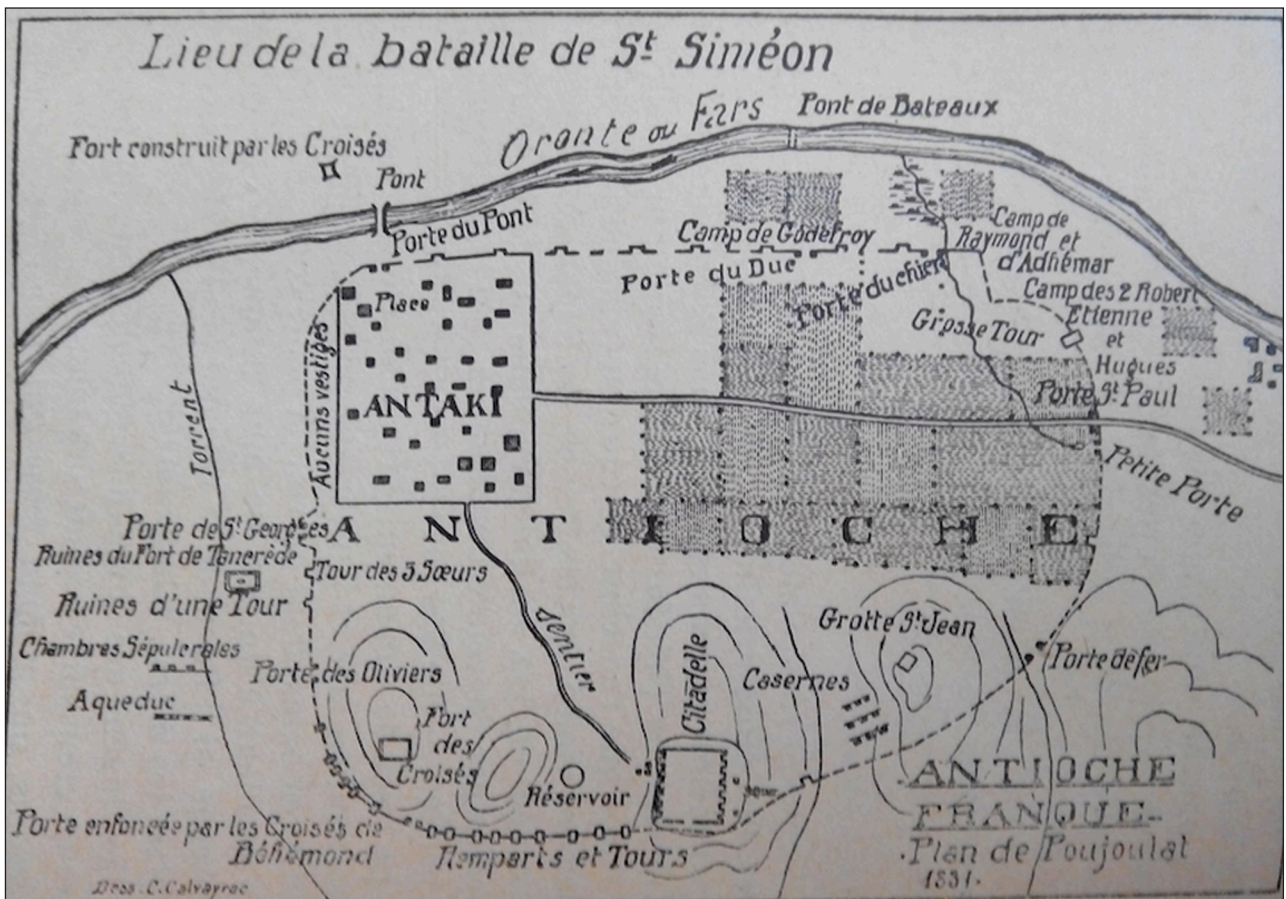 Lieu de la bataille de St Siméon
Oronte ou Fars
Pont de Bateaux
Fort construit par les Croisés
Pont
Porte du Pont
Camp de Godefroy
Camp de
Raymond et
d'Adhémar
Porte du Duc
Porte du chien
Camp des 2 Robert
Etienne
et
Hugues
Grosse Tour
Place
Aucuns vestiges
ANTAKI
Porte St Paul
Torrent
Petite Porte
Porte de St Georges
ANTIOCHE
Ruines du Fort de Tancrède
Tour des 3 Sœurs
Ruines d'une Tour
Sentier
Grotte St Jean
Chambres Sépulcrales
Citadelle
Porte de fer
Porte des Oliviers
Casernes
Aqueduc
Fort
des
Croisés
Réservoir
ANTIOCHE
FRANQUE-
Porte enfoncée par les Croisés de
Bohémond
Remparts et Tours
Plan de Poujoulat
1831.
Dess. C. Calvayrac